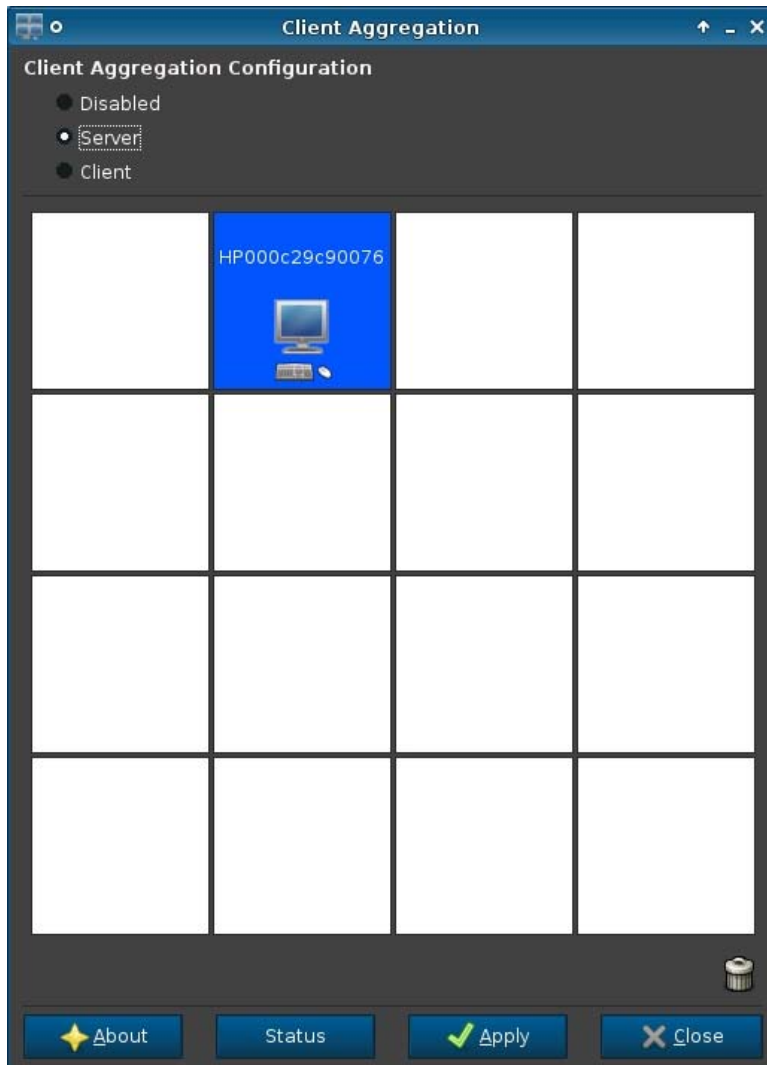 Client Aggregation
Client Aggregation Configuration
Disabled
Server
Client
HP000c29c90076
About
Status
Apply
Close